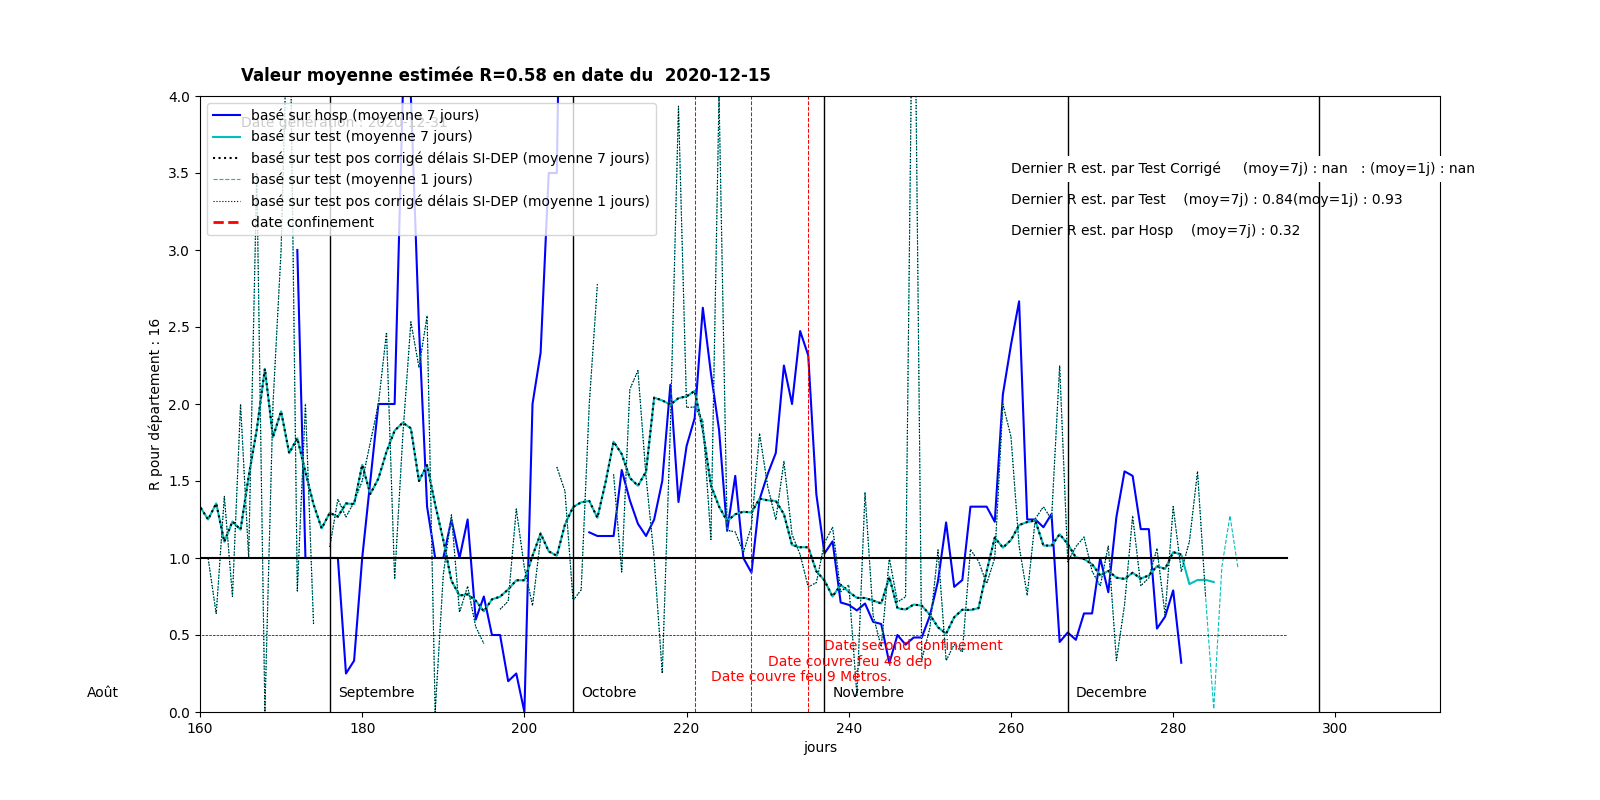 Valeur moyenne estimée R=0.58 en date du  2020-12-15
Date génération : 2020-12-31
basé sur hosp (moyenne 7 jours)
basé sur test (moyenne 7 jours)
basé sur test pos corrigé délais SI-DEP (moyenne 7 jours)
basé sur test (moyenne 1 jours)
basé sur test pos corrigé délais SI-DEP (moyenne 1 jours)
date confinement
Dernier R est. par Test Corrigé     (moy=7j) : nan   : (moy=1j) : nan
Dernier R est. par Test    (moy=7j) : 0.84(moy=1j) : 0.93
Dernier R est. par Hosp    (moy=7j) : 0.32
R pour département : 16
4.0
3.5
3.0
2.5
2.0
1.5
1.0
0.5
0.0
Date second confinement
Date couvre feu 48 dep
Date couvre feu 9 Métros.
Août
Septembre
Octobre
Novembre
Decembre
160
180
200
220
240
260
280
300
jours